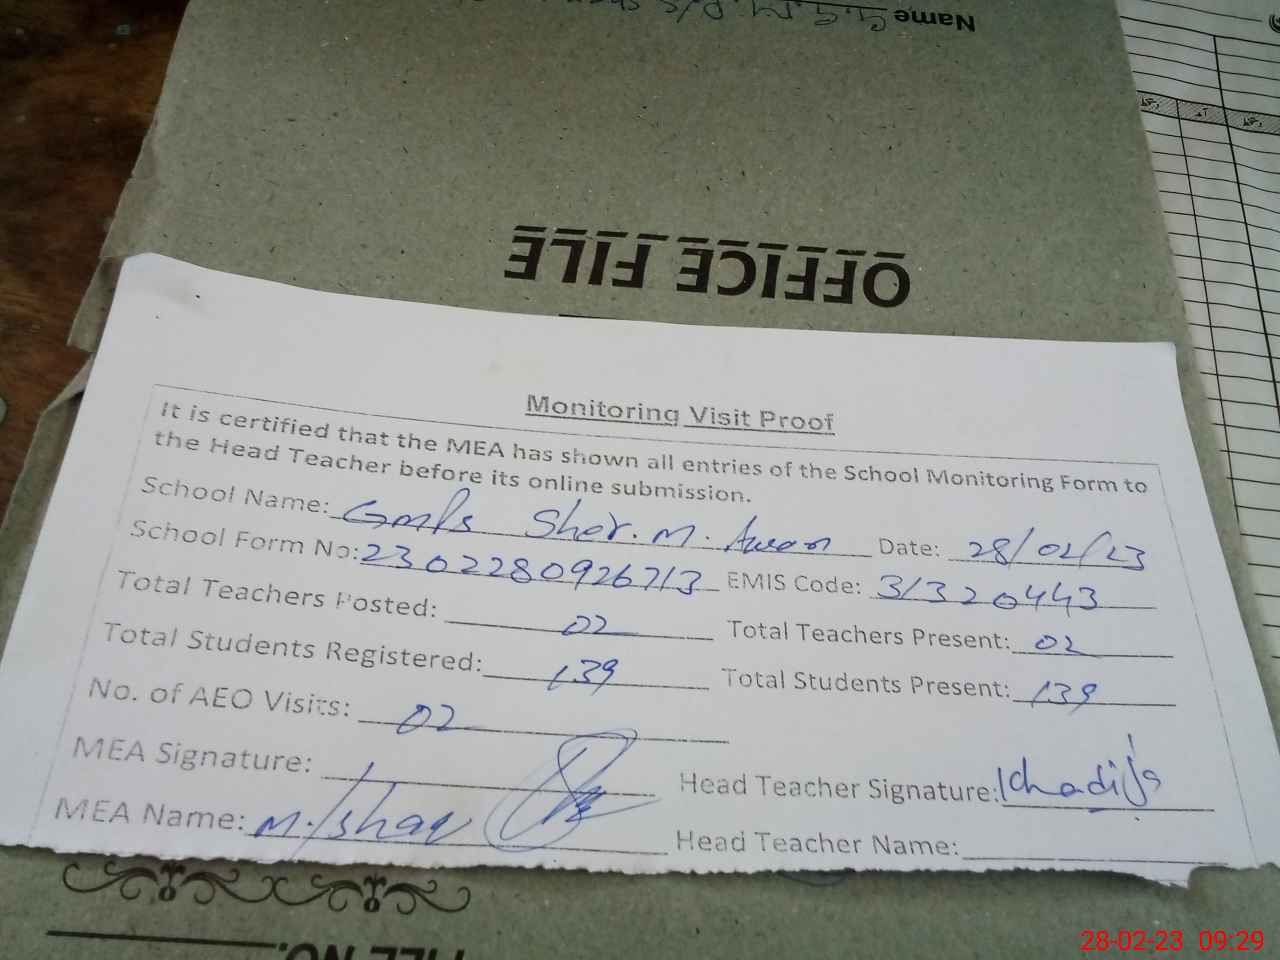 Name G.G.M.P/S Sher
OFFICE FILE
Monitoring Visit Proof
It is certified that the MEA has shown all entries of the School Monitoring Form to
the Head Teacher before its online submission.
School Name: Gmps Sher.M.Awan Date: 28/02/23
School Form No:2302280926713 EMIS Code: 31320443
Total Teachers Posted: 02 Total Teachers Present: 02
Total Students Registered: 139 Total Students Present: 139
No. of AEO Visits: 02
MEA Signature: Head Teacher Signature: Khadija
MEA Name: M.Ishaq Head Teacher Name:
FILE NO.
28-02-23 09:29